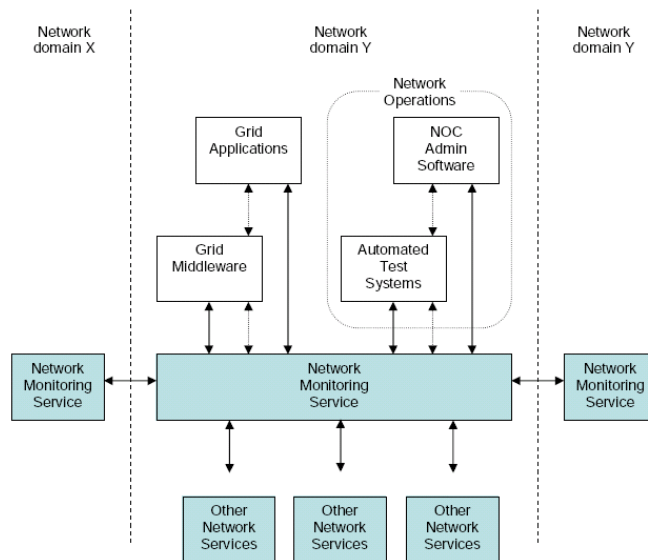 Network
domain X
Network
domain Y
Network
domain Y
Network
Operations
Grid
Applications
NOC
Admin
Software
Grid
Middleware
Automated
Test
Systems
Network
Monitoring
Service
Network
Monitoring
Service
Network
Monitoring
Service
Other
Network
Services
Other
Network
Services
Other
Network
Services